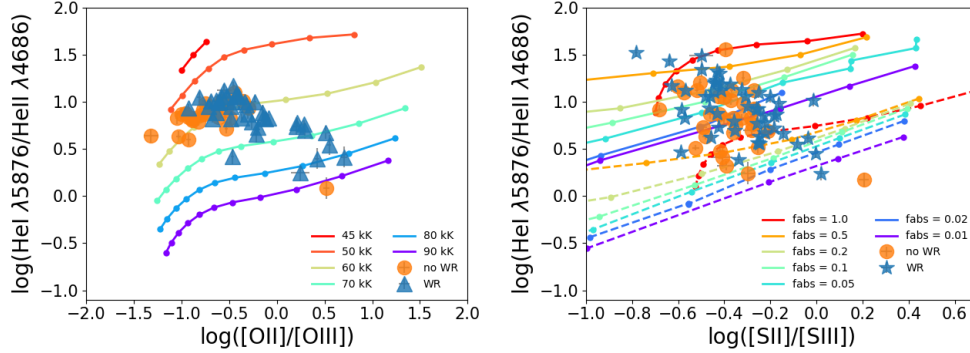 log(HeI λ5876/HeII λ4686)
2.0
1.5
1.0
0.5
0.0
−0.5
−1.0
−2.0 −1.5 −1.0 −0.5 0.0 0.5 1.0 1.5 2.0
log([OII]/[OIII])
45 kK
50 kK
60 kK
70 kK
80 kK
90 kK
no WR
WR
log(HeI λ5876/HeII λ4686)
2.0
1.5
1.0
0.5
0.0
−0.5
−1.0
−1.0 −0.8 −0.6 −0.4 −0.2 0.0 0.2 0.4 0.6
log([SII]/[SIII])
fabs = 1.0
fabs = 0.5
fabs = 0.2
fabs = 0.1
fabs = 0.05
fabs = 0.02
fabs = 0.01
no WR
WR